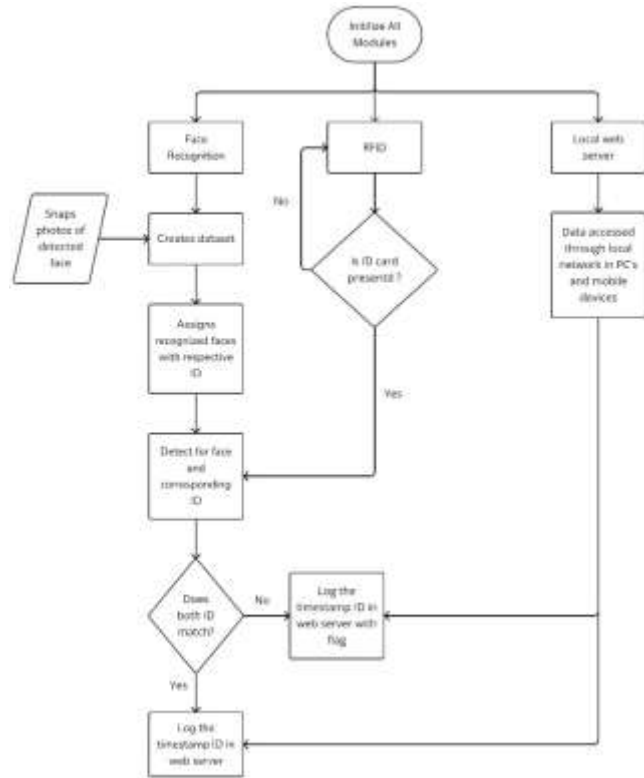 Initilize All
Modules
Face
Recognition
RFID
Local web
server
No
Snaps
photos of
detected
face
Creates dataset
Is ID card
presentd ?
Data accessed
through local
network in PC's
and mobile
devices
Assigns
recognized faces
with respective
ID
Yes
Detect for face
and
corrosponding
ID
Does
both ID
match?
No
Log the
timestamp ID in
web server with
flag
Yes
Log the
timestamp ID in
web server